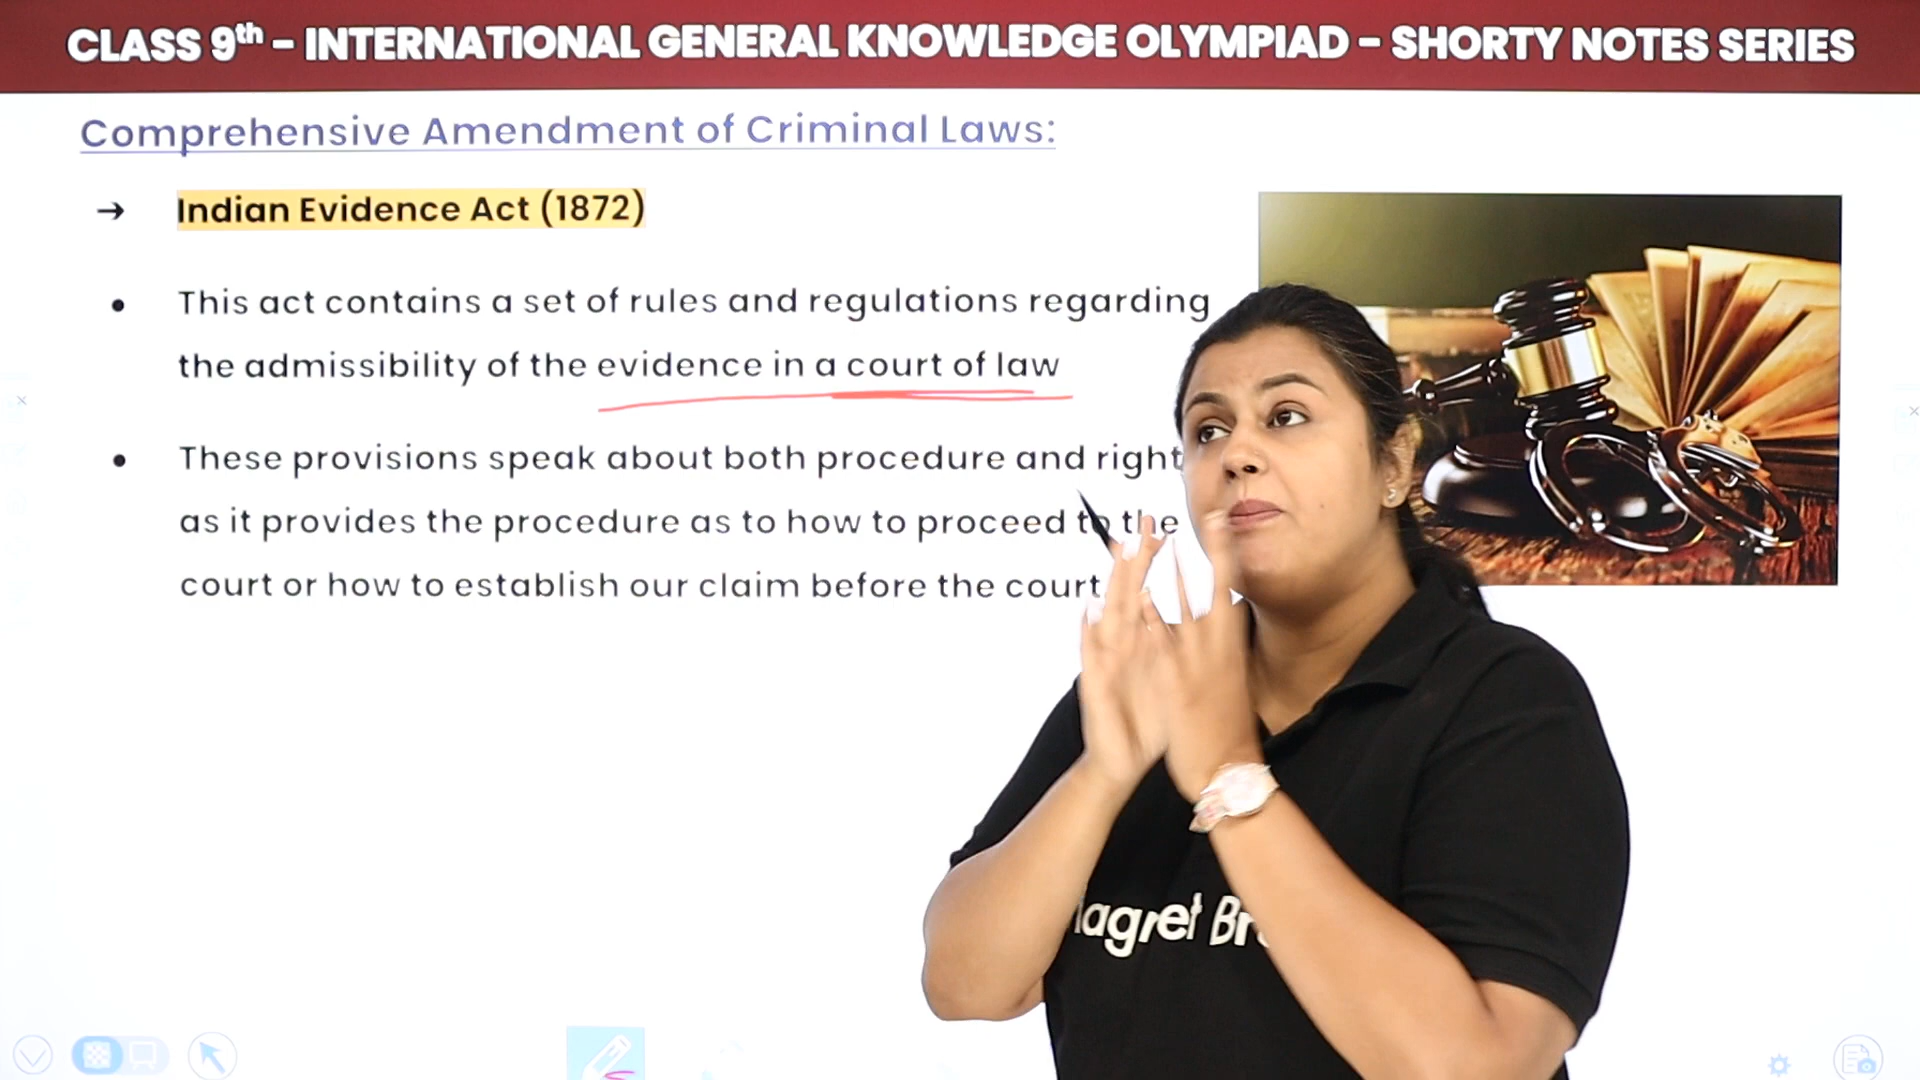 CLASS 9th – INTERNATIONAL GENERAL KNOWLEDGE OLYMPIAD – SHORTY NOTES SERIES
Comprehensive Amendment of Criminal Laws:
→ Indian Evidence Act (1872)
• This act contains a set of rules and regulations regarding
the admissibility of the evidence in a court of law
• These provisions speak about both procedure and right
as it provides the procedure as to how to proceed to the
court or how to establish our claim before the court
agnet Br